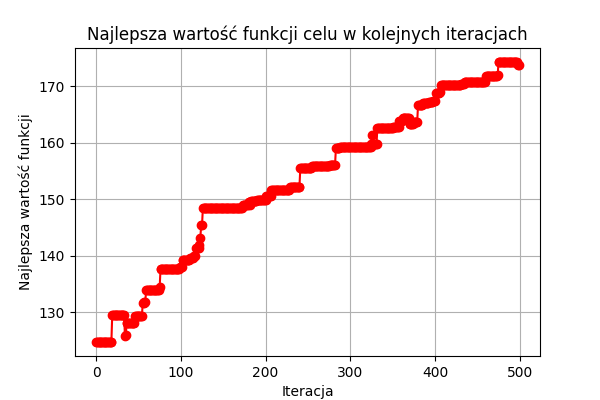 Najlepsza wartość funkcji celu w kolejnych iteracjach
Najlepsza wartość funkcji
170
160
150
140
130
0 100 200 300 400 500
Iteracja